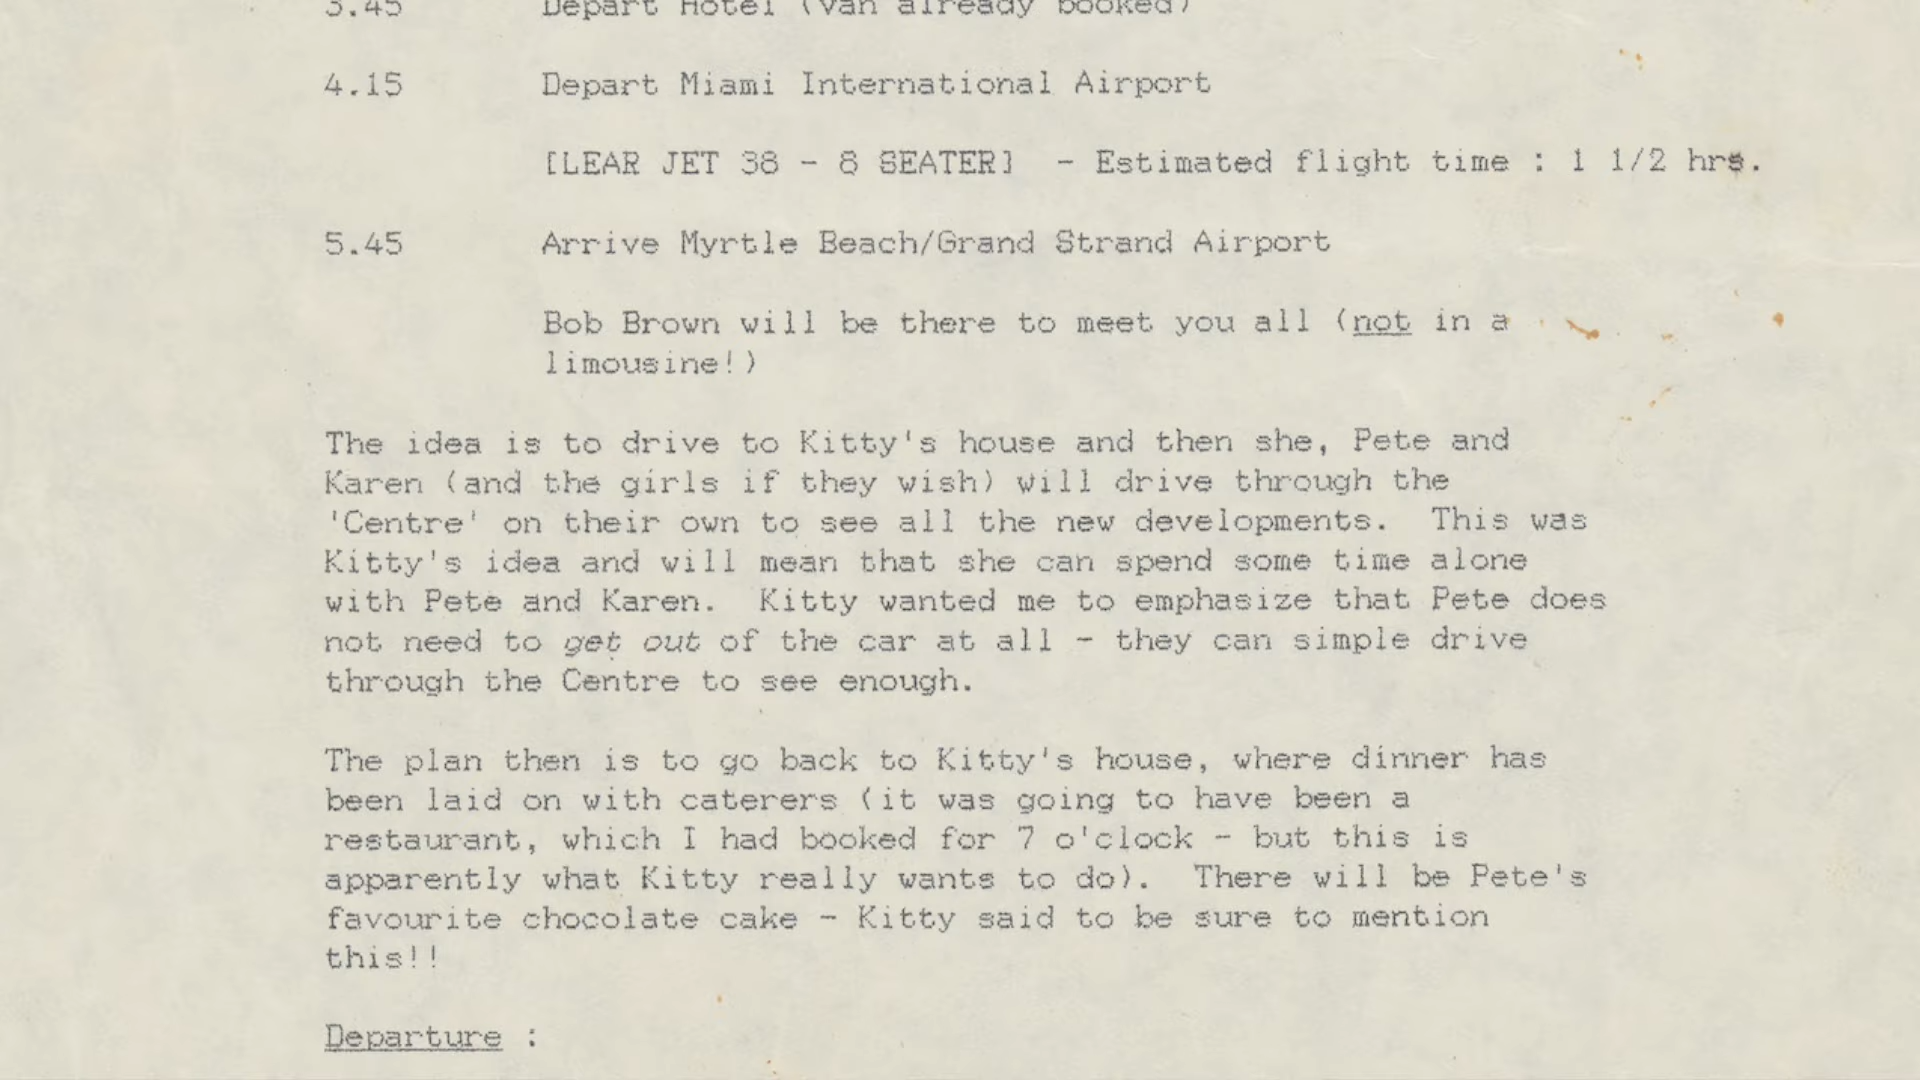 3.45 Depart Hotel (van already booked)
4.15 Depart Miami International Airport
[LEAR JET 38 - 8 SEATER] - Estimated flight time : 1 1/2 hrs.
5.45 Arrive Myrtle Beach/Grand Strand Airport
Bob Brown will be there to meet you all (not in a
limousine!)
The idea is to drive to Kitty's house and then she, Pete and
Karen (and the girls if they wish) will drive through the
'Centre' on their own to see all the new developments. This was
Kitty's idea and will mean that she can spend some time alone
with Pete and Karen. Kitty wanted me to emphasize that Pete does
not need to get out of the car at all - they can simple drive
through the Centre to see enough.
The plan then is to go back to Kitty's house, where dinner has
been laid on with caterers (it was going to have been a
restaurant, which I had booked for 7 o'clock - but this is
apparently what Kitty really wants to do). There will be Pete's
favourite chocolate cake - Kitty said to be sure to mention
this!!
Departure :